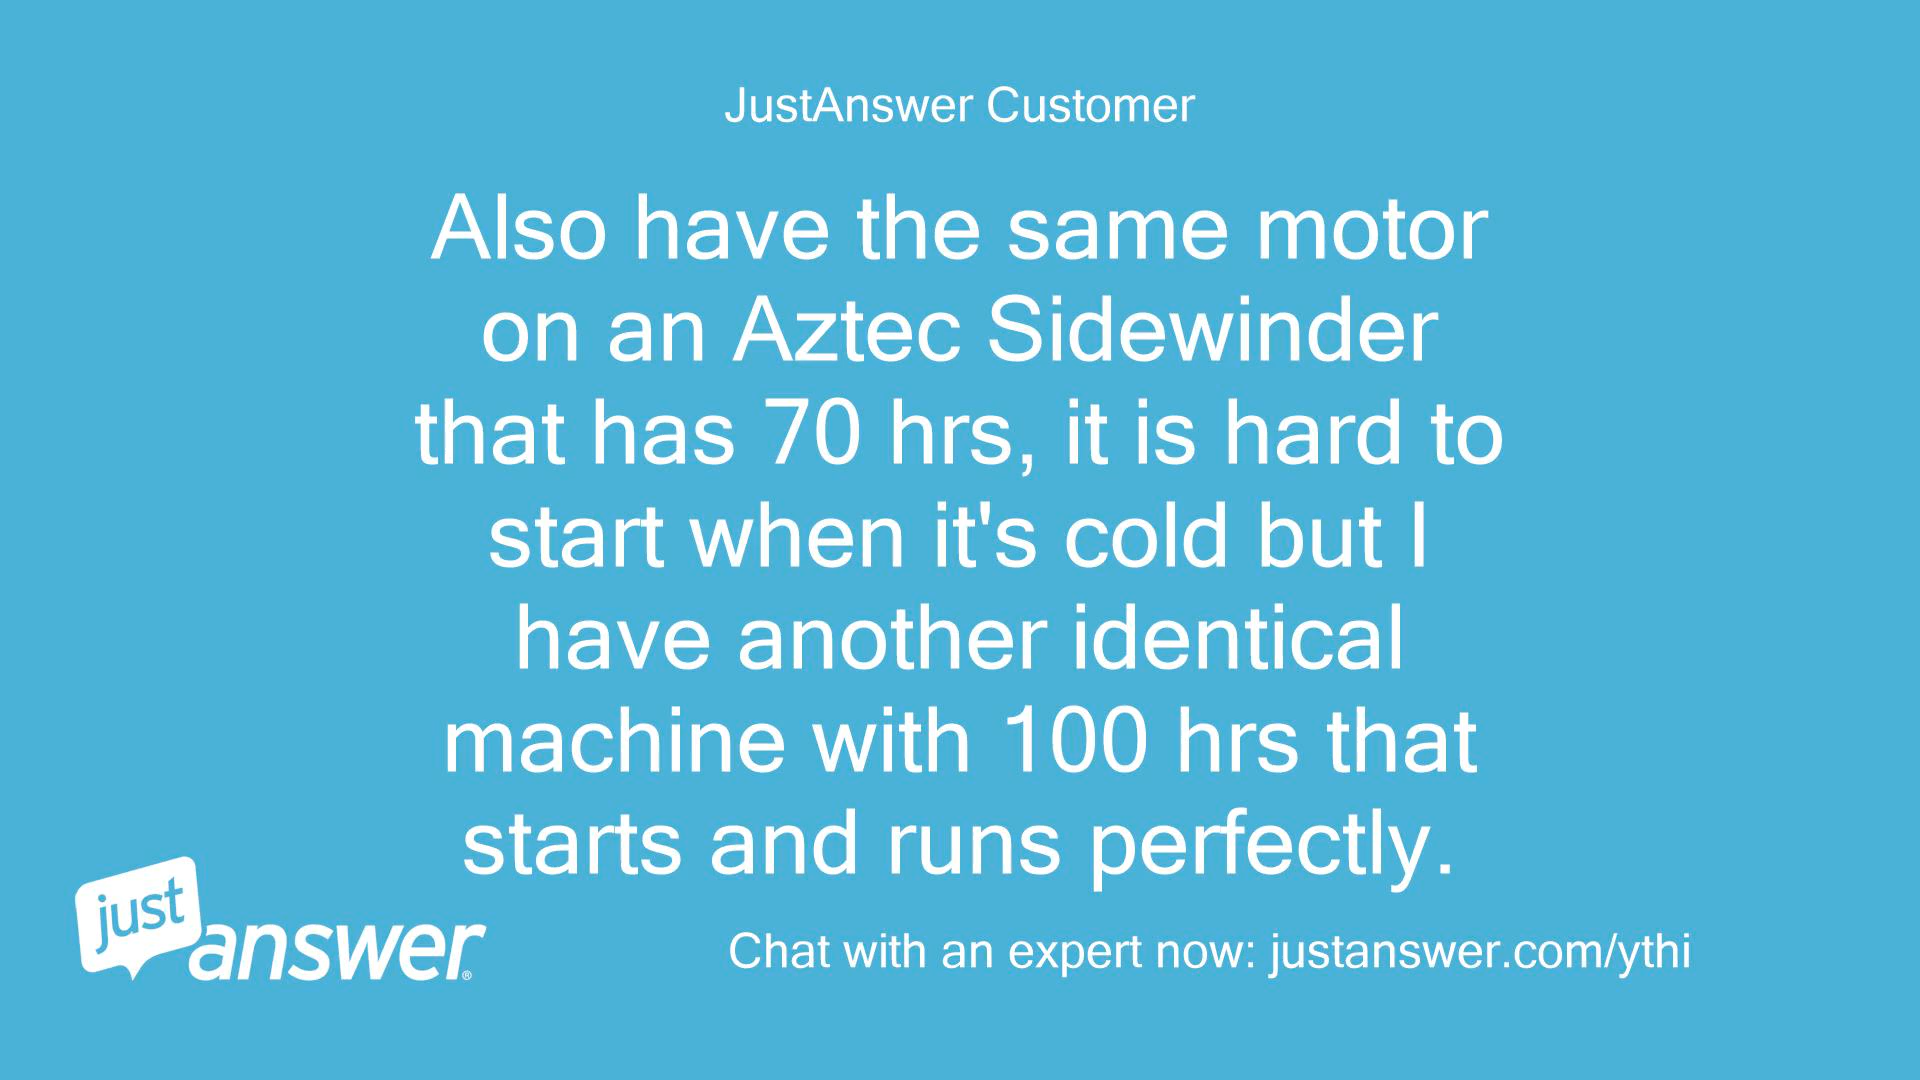 JustAnswer Customer
Also have the same motor
on an Aztec Sidewinder
that has 70 hrs, it is hard to
start when it's cold but I
have another identical
machine with 100 hrs that
starts and runs perfectly.
just
answer®
Chat with an expert now: justanswer.com/ythi